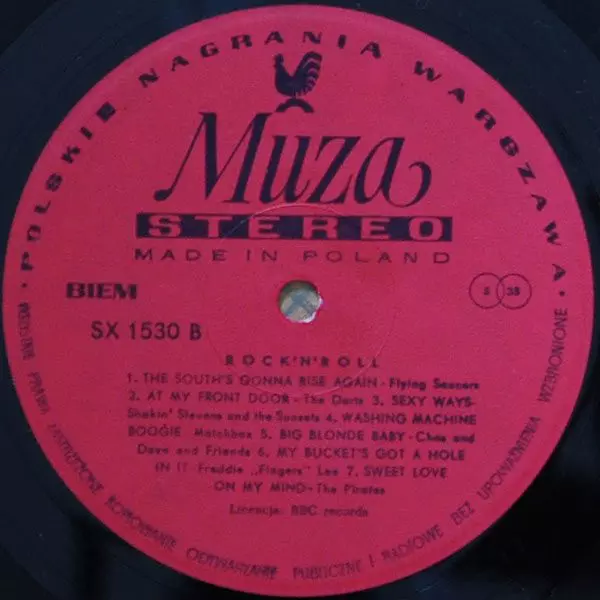 • POLSKIE NAGRANIA WARSZAWA •
Muza
STEREO
MADE IN POLAND
BIEM
S 33
SX 1530 B
ROCK'N'ROLL
1. THE SOUTH'S GONNA RISE AGAIN - Flying Saucers
2. AT MY FRONT DOOR - The Darts 3. SEXY WAYS-
Shakin' Stevens and the Sunsets 4. WASHING MACHINE
BOOGIE - Matchbox 5. BIG BLONDE BABY - Chas and
Dave and Friends 6. MY BUCKET'S GOT A HOLE
IN IT - Freddie „Fingers" Lee 7. SWEET LOVE
ON MY MIND - The Pirates
Licencja: BBC records
PRAWA ZASTRZEŻONE KOPIOWANIE ODTWARZANIE PUBLICZNE I RADIOWE BEZ UPOWAŻNIENIA WZBRONIONE